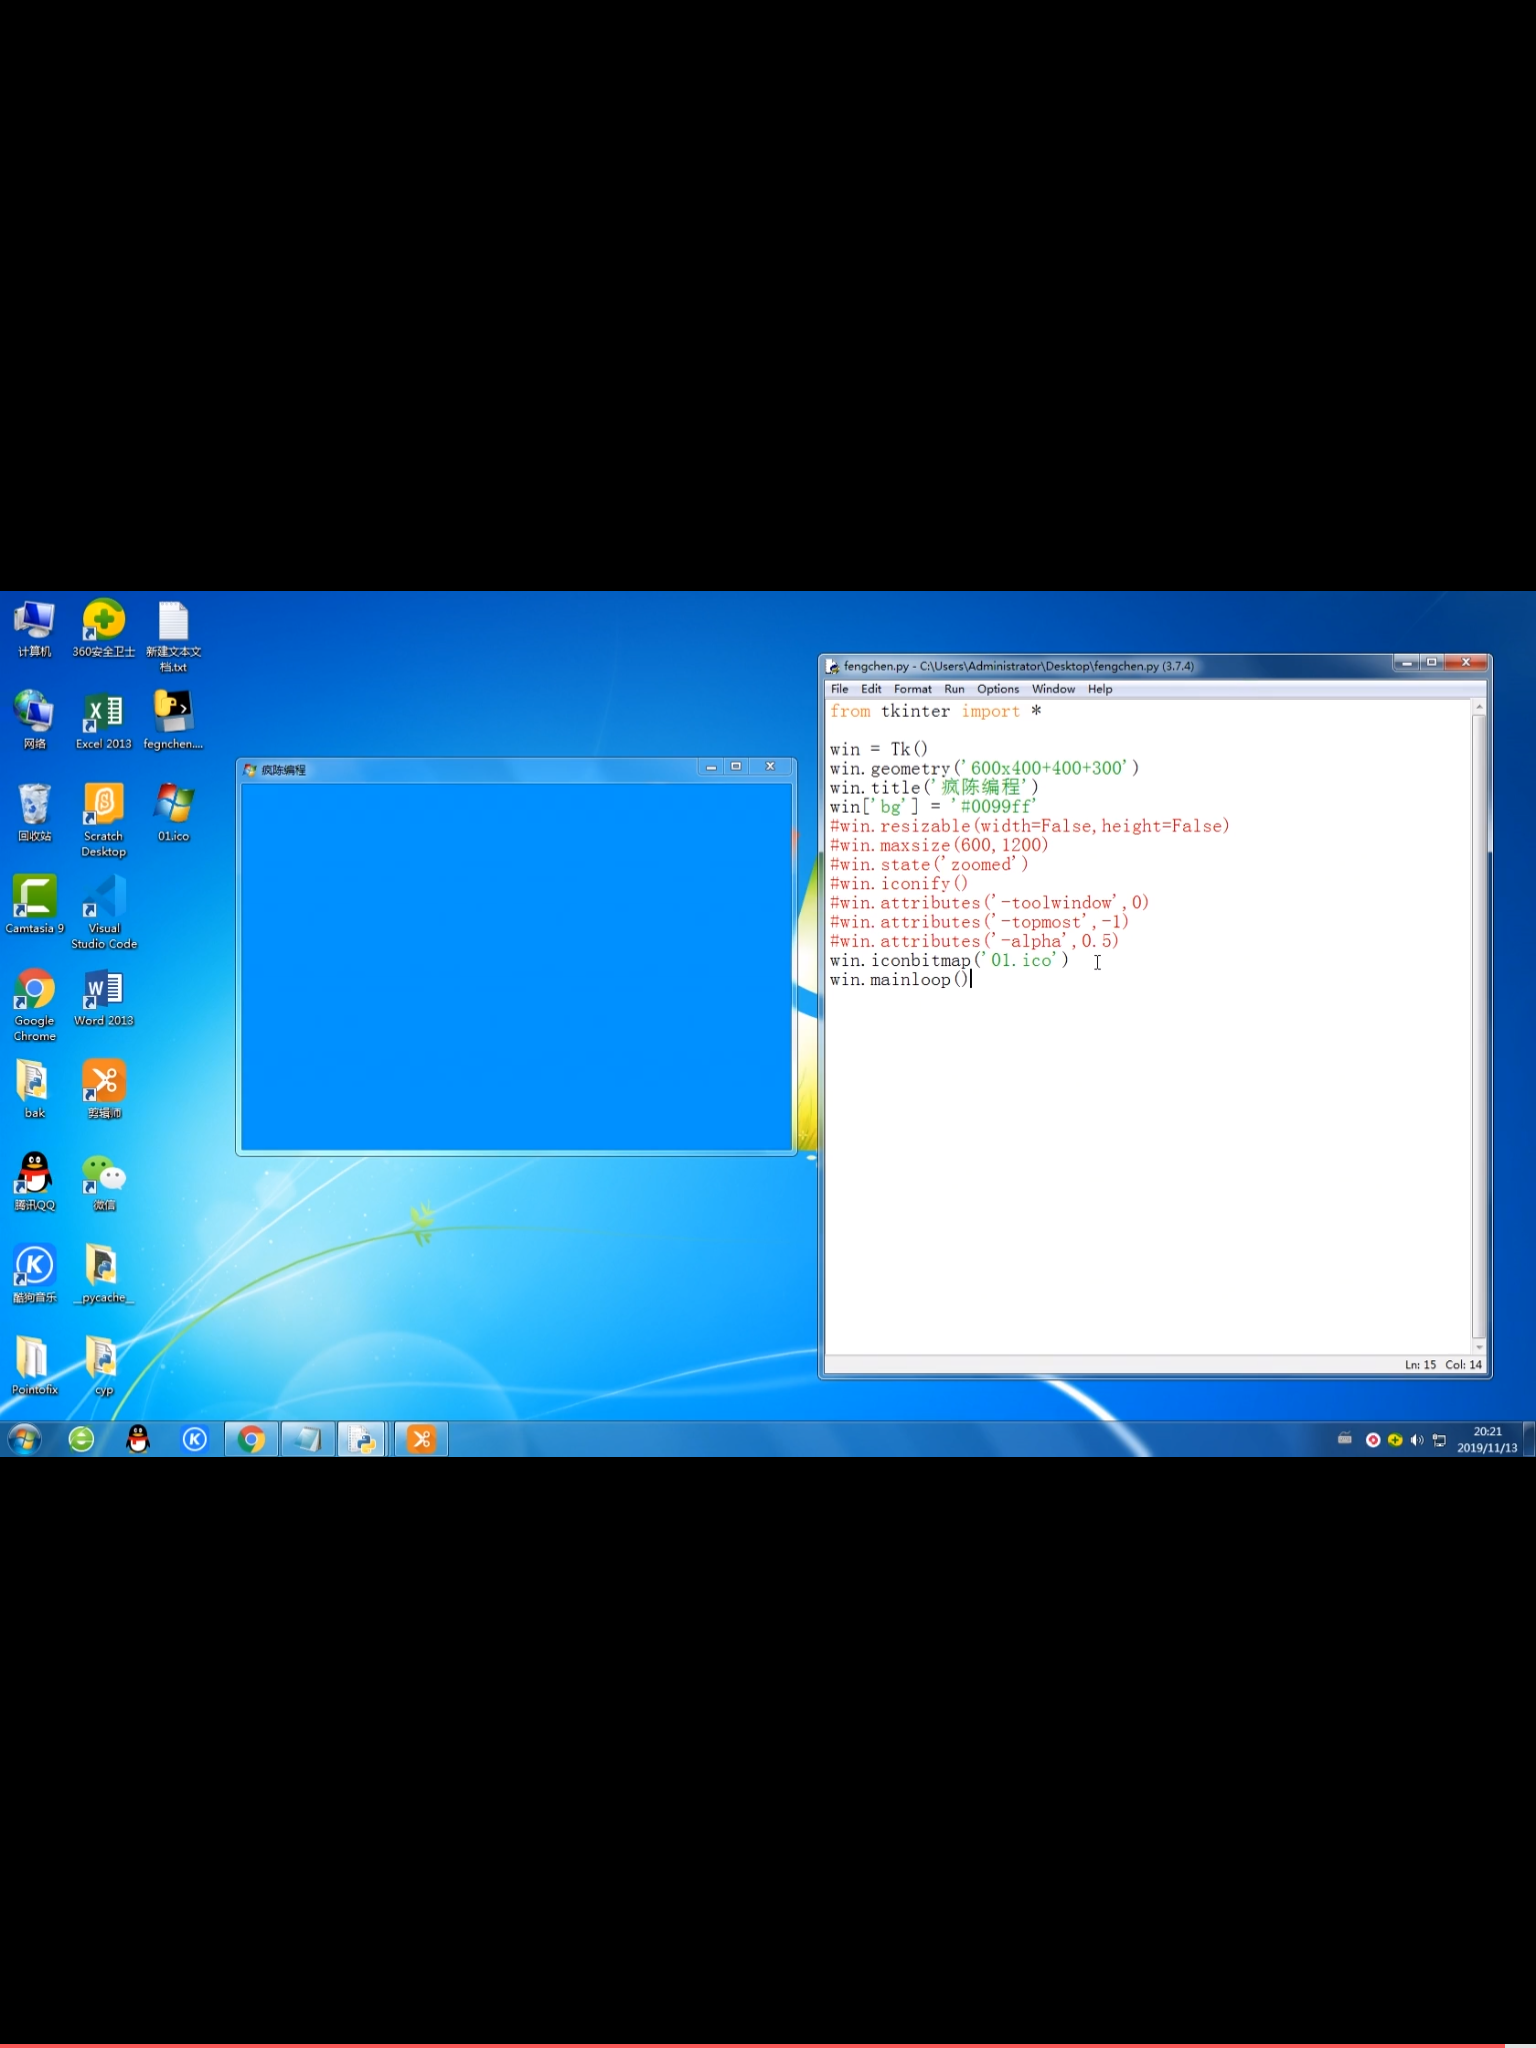 计算机
360安全卫士
新建文本文
档.txt
网络
Excel 2013
fegnchen....
回收站
Scratch
Desktop
01.ico
Camtasia 9
Visual
Studio Code
Google
Chrome
Word 2013
bak
剪辑师
腾讯QQ
微信
酷狗音乐
__pycache__
Pointofix
cyp
疯陈编程
fengchen.py - C:\Users\Administrator\Desktop\fengchen.py (3.7.4)
File Edit Format Run Options Window Help
from tkinter import *
win = Tk()
win.geometry('600x400+400+300')
win.title('疯陈编程')
win['bg'] = '#0099ff'
#win.resizable(width=False,height=False)
#win.maxsize(600,1200)
#win.state('zoomed')
#win.iconify()
#win.attributes('-toolwindow',0)
#win.attributes('-topmost',-1)
#win.attributes('-alpha',0.5)
win.iconbitmap('01.ico')
win.mainloop()
Ln: 15 Col: 14
20:21
2019/11/13